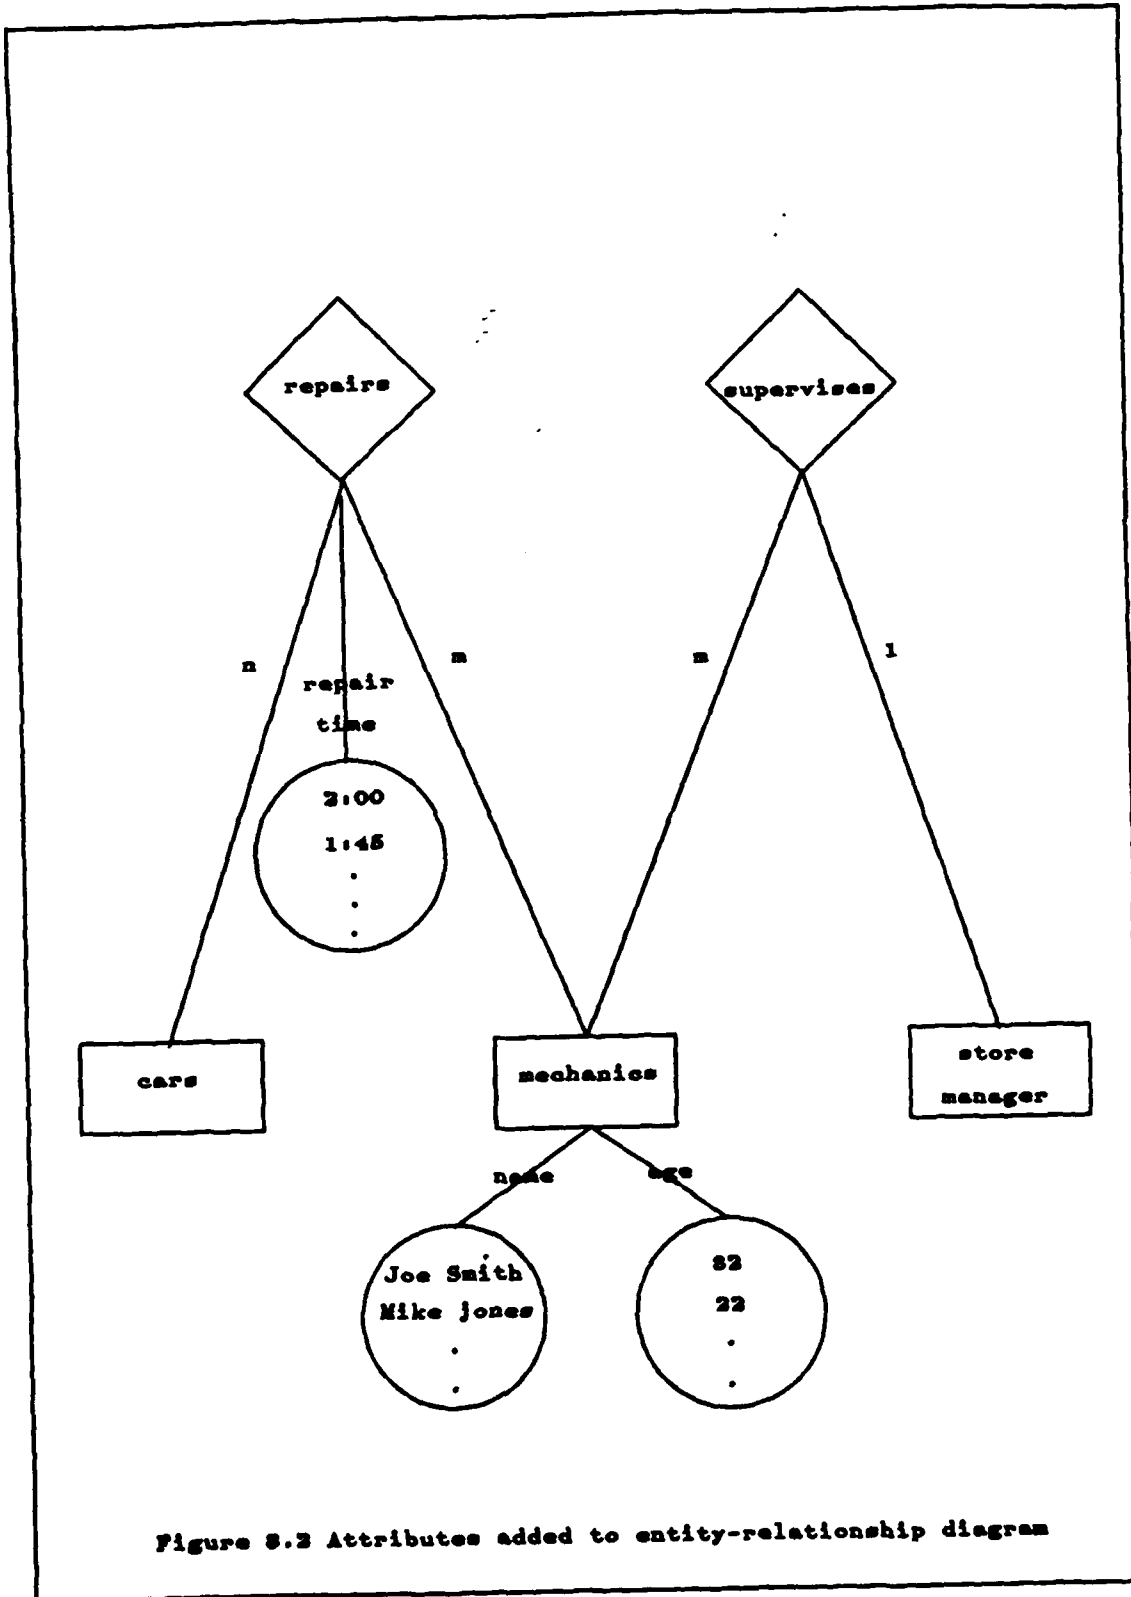 repairs
supervises
n
m
m
1
repair
time
2:00
1:45
cars
mechanics
store
manager
name
age
Joe Smith
Mike jones
32
22
Figure 3.2 Attributes added to entity-relationship diagram